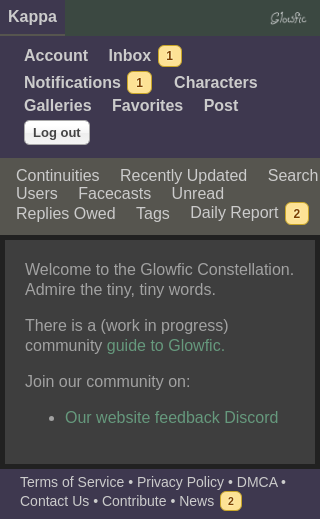 Kappa Glowfic
Account Inbox 1
Notifications 1 Characters
Galleries Favorites Post
Log out
Continuities Recently Updated Search
Users Facecasts Unread
Replies Owed Tags Daily Report 2
Welcome to the Glowfic Constellation.
Admire the tiny, tiny words.
There is a (work in progress)
community guide to Glowfic.
Join our community on:
• Our website feedback Discord
Terms of Service • Privacy Policy • DMCA •
Contact Us • Contribute • News 2